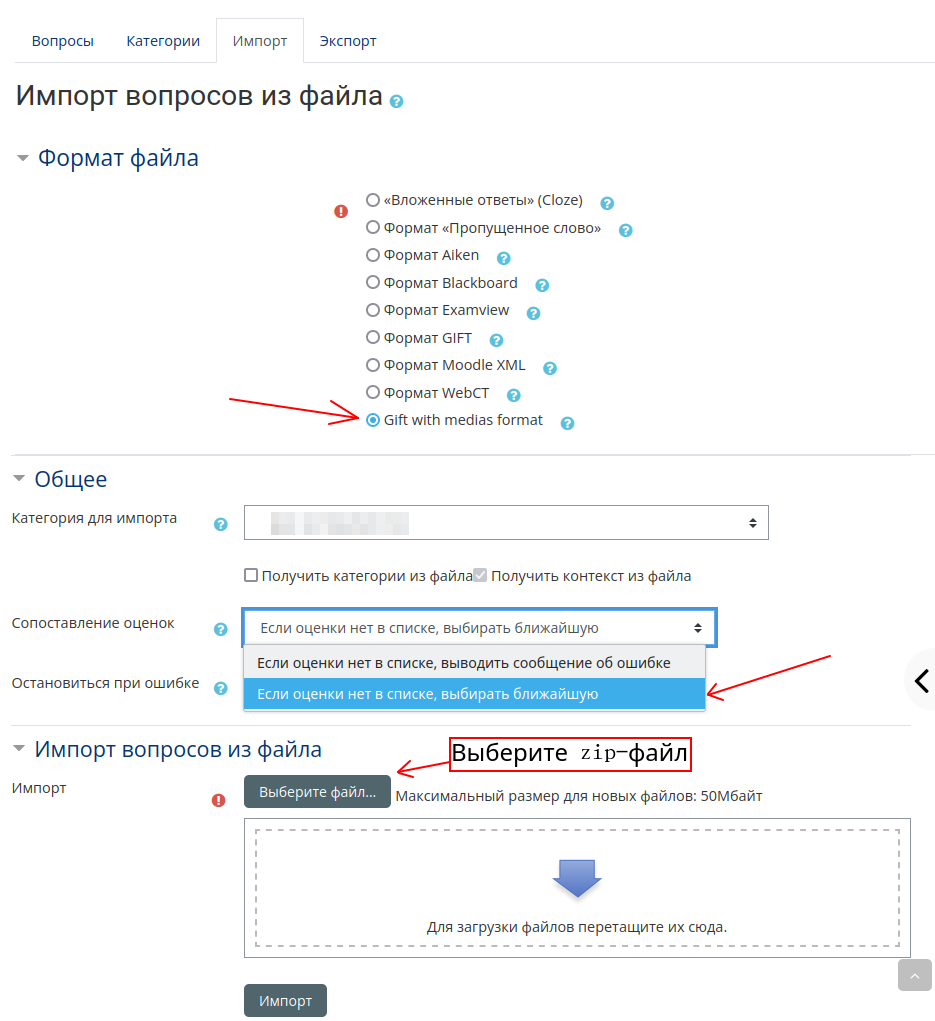 Вопросы Категории Импорт Экспорт
Импорт вопросов из файла
Формат файла
«Вложенные ответы» (Cloze)
Формат «Пропущенное слово»
Формат Aiken
Формат Blackboard
Формат Examview
Формат GIFT
Формат Moodle XML
Формат WebCT
Gift with medias format
Общее
Категория для импорта
Получить категории из файла Получить контекст из файла
Сопоставление оценок Если оценки нет в списке, выбирать ближайшую
Если оценки нет в списке, выводить сообщение об ошибке
Остановиться при ошибке Если оценки нет в списке, выбирать ближайшую
Импорт вопросов из файла Выберите zip-файл
Импорт Выберите файл... Максимальный размер для новых файлов: 50Мбайт
Для загрузки файлов перетащите их сюда.
Импорт